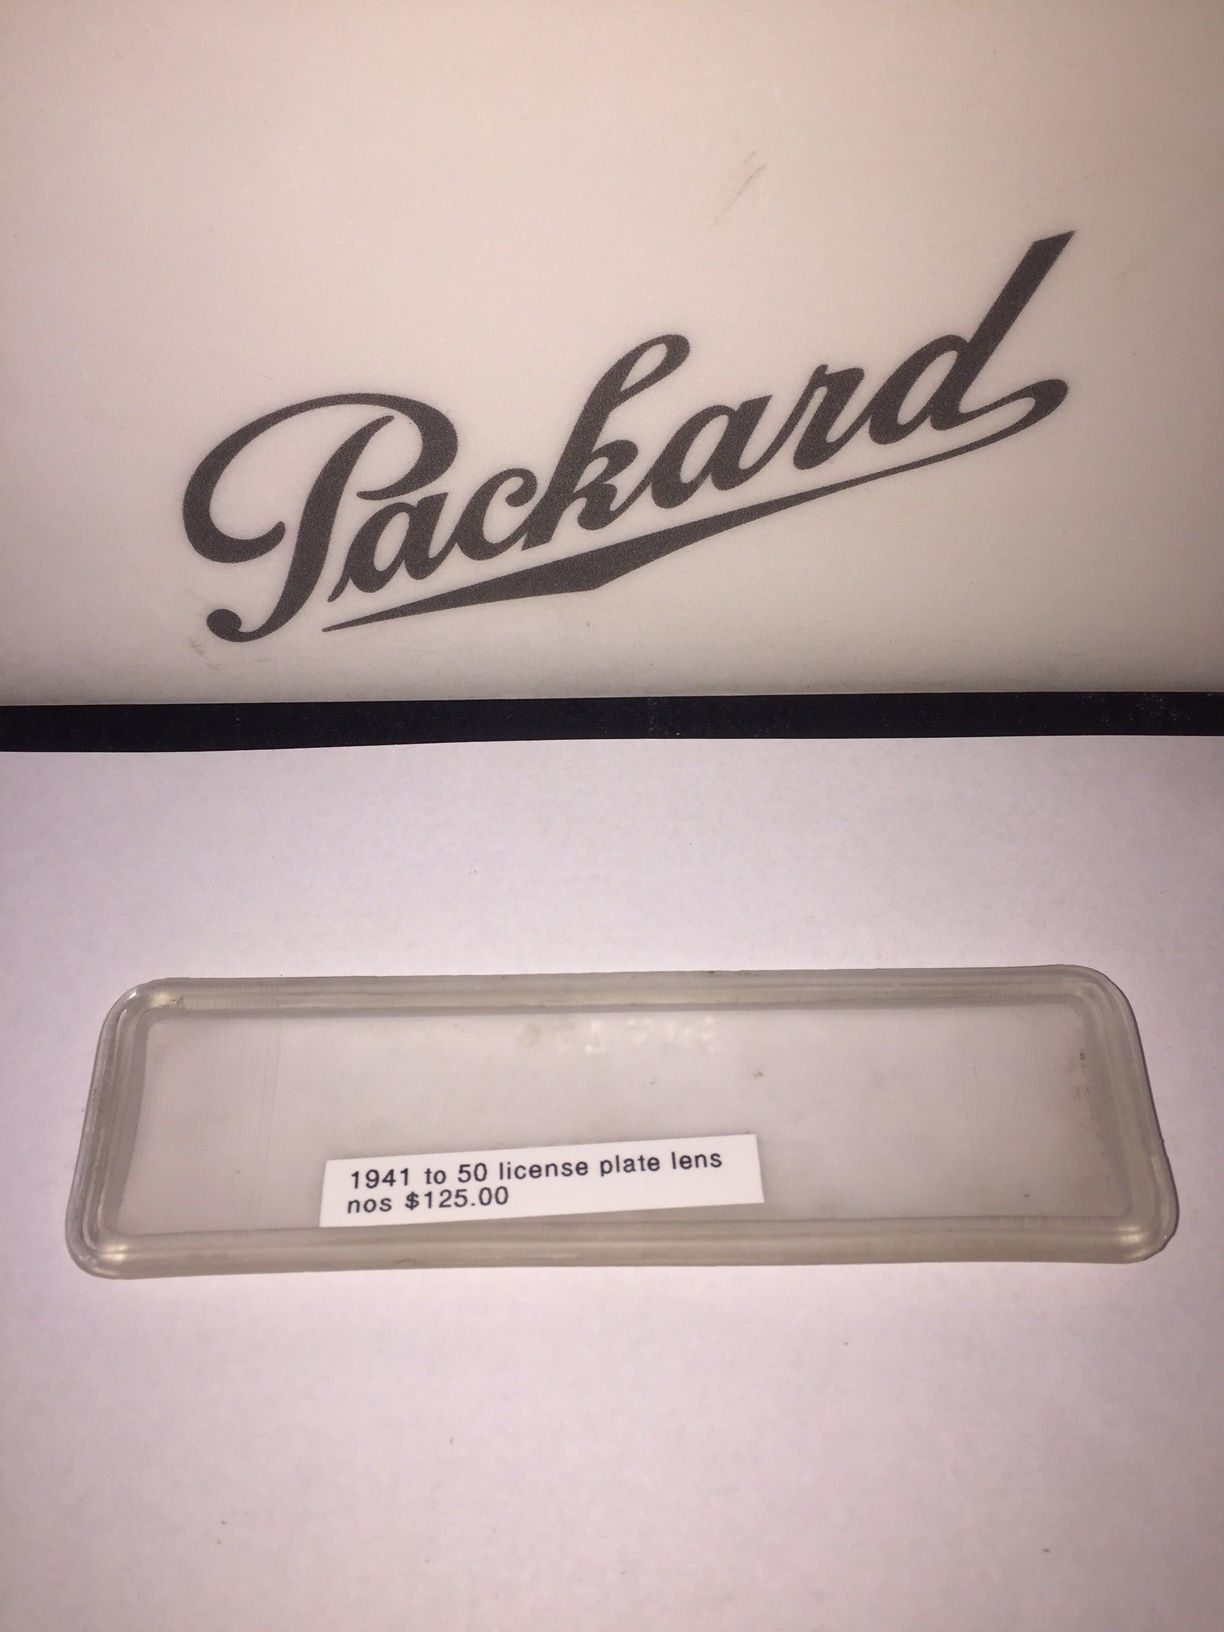 Packard
1941 to 50 license plate lens
nos $125.00